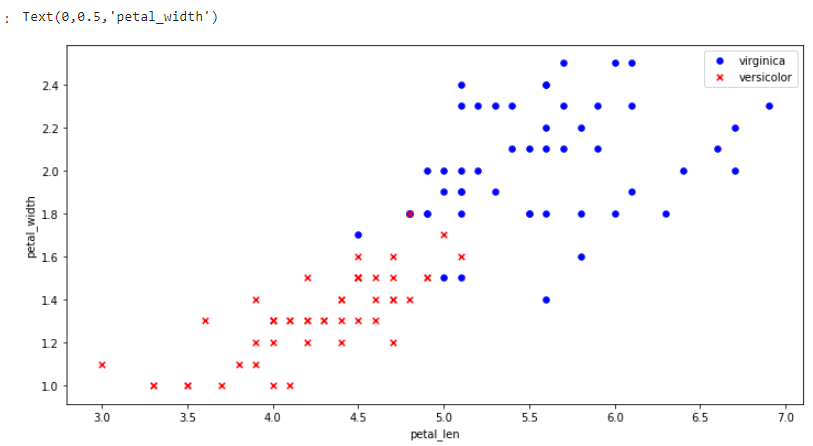 : Text(0,0.5,'petal_width')
virginica
versicolor
2.4
2.2
2.0
1.8
1.6
1.4
1.2
1.0
petal_width
3.0 3.5 4.0 4.5 5.0 5.5 6.0 6.5 7.0
petal_len